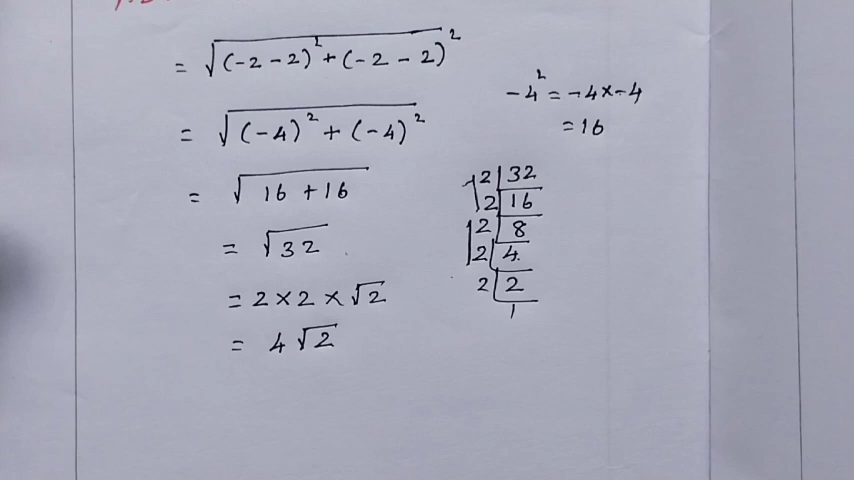 = √(-2-2)² + (-2-2)²
= √(-4)² + (-4)²
= √16 + 16
= √32
= 2 × 2 × √2
= 4√2
-4² = -4 × -4
= 16
2 | 32
2 | 16
2 | 8
2 | 4
2 | 2
1